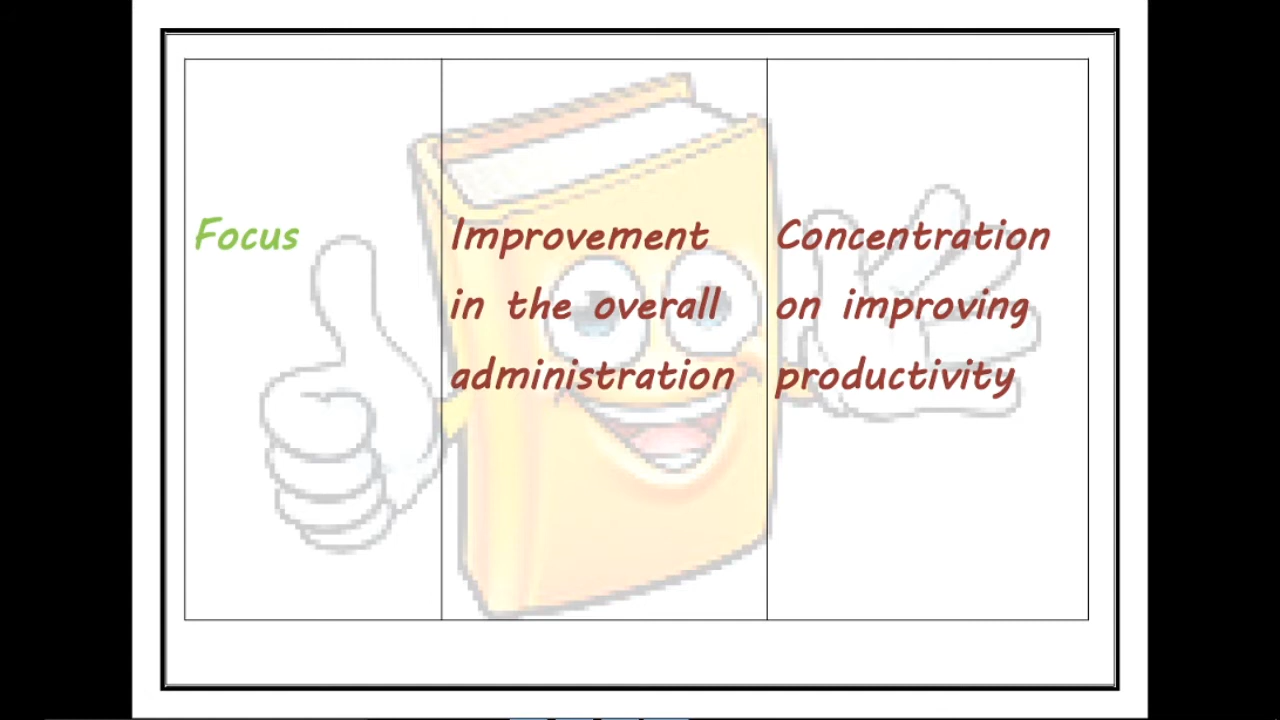 Focus
Improvement
in the overall
administration
Concentration
on improving
productivity